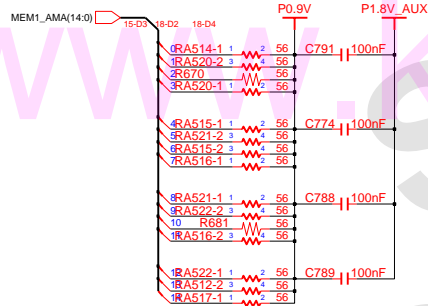 P0.9V P1.8V_AUX
MEM1_AMA(14:0)
15-D3 18-D2 18-D4
0 RA514-1 1 2 56 C791 100nF
1 RA520-2 3 4 56
2 R670 56
3 RA520-1 1 2 56
4 RA515-1 1 2 56 C774 100nF
5 RA521-2 3 4 56
6 RA515-2 3 4 56
7 RA516-1 1 2 56
8 RA521-1 1 2 56 C788 100nF
9 RA522-2 3 4 56
10 R681 56
11 RA516-2 3 4 56
12 RA522-1 1 2 56 C789 100nF
13 RA512-2 3 4 56
14 RA517-1 1 2 56
www.